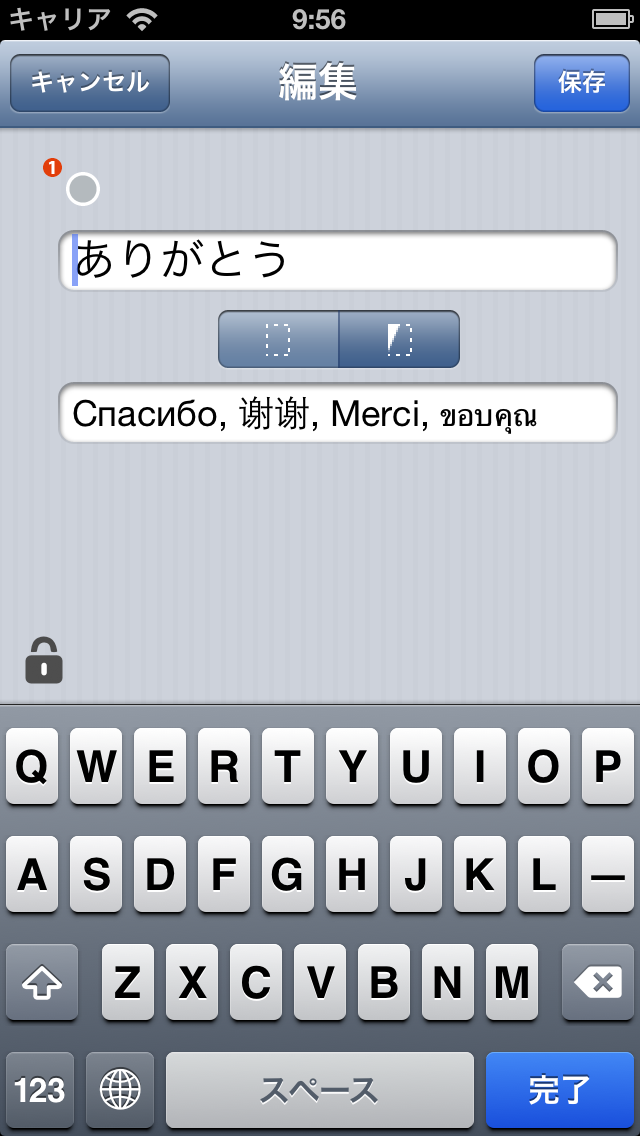 キャリア 9:56
キャンセル 編集 保存
1
ありがとう
Спасибо, 谢谢, Merci, ขอบคุณ
Q W E R T Y U I O P
A S D F G H J K L ー
Z X C V B N M
123 スペース 完了